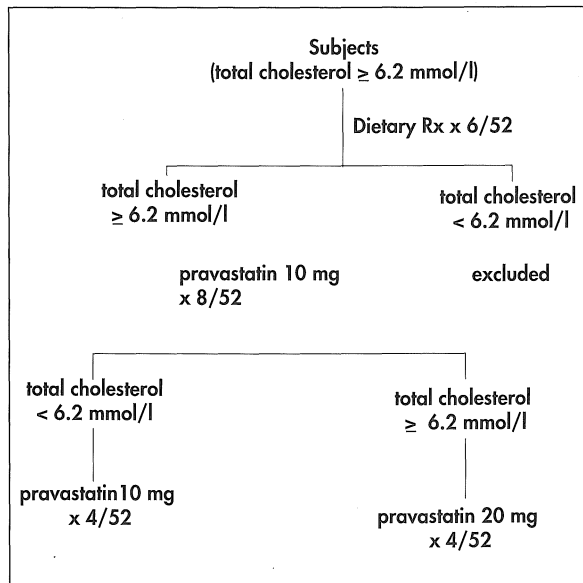 Subjects
(total cholesterol ≥ 6.2 mmol/l)
Dietary Rx x 6/52
total cholesterol
≥ 6.2 mmol/l
total cholesterol
< 6.2 mmol/l
pravastatin 10 mg
x 8/52
excluded
total cholesterol
< 6.2 mmol/l
total cholesterol
≥ 6.2 mmol/l
pravastatin10 mg
x 4/52
pravastatin 20 mg
x 4/52